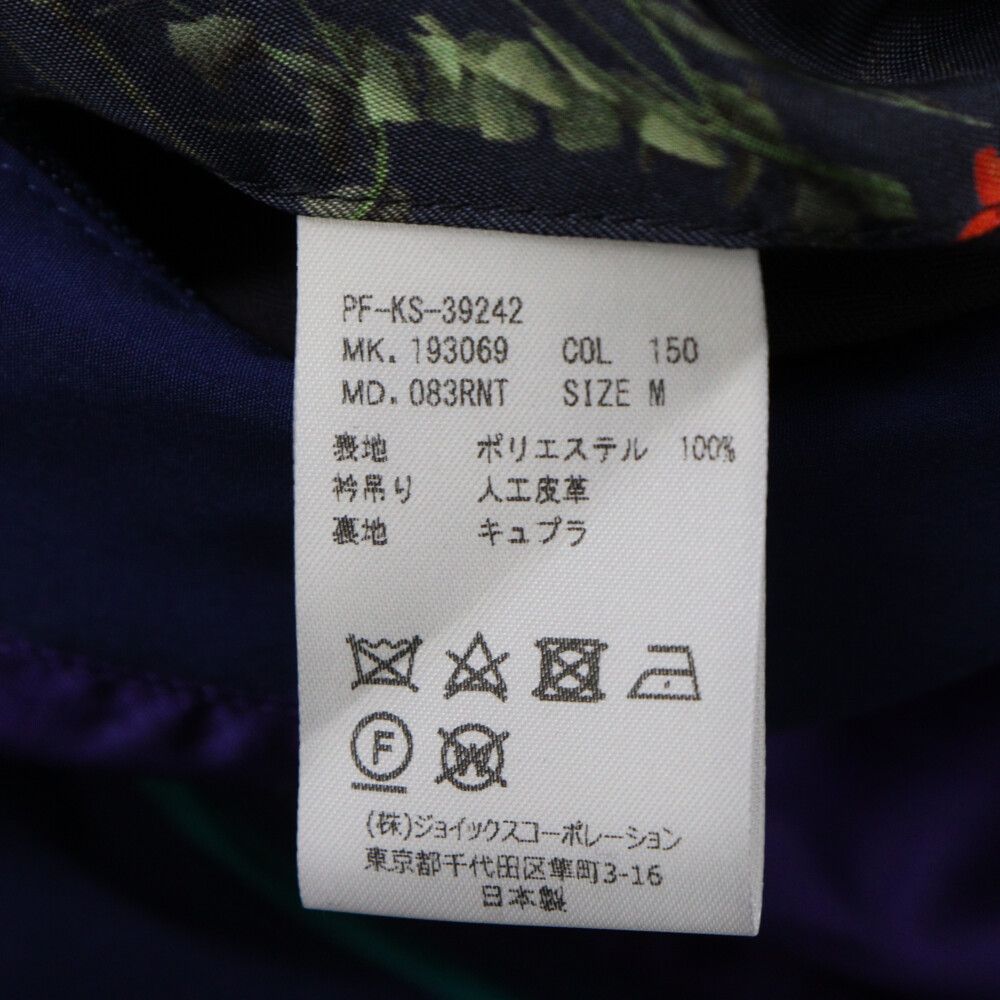 PF-KS-39242
MK. 193069 COL 150
MD. 083RNT SIZE M
表地 ポリエステル 100%
衿吊り 人工皮革
裏地 キュプラ
F
W
(株)ジョイックスコーポレーション
東京都千代田区隼町3-16
日本製